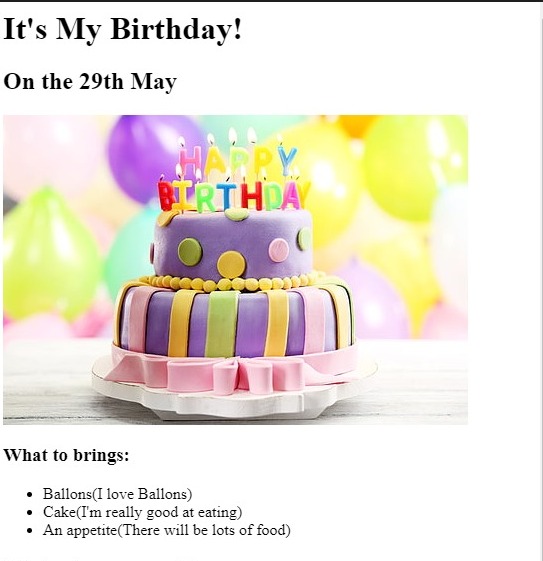 It's My Birthday!
On the 29th May
HAPPY
BIRTHDAY
What to brings:
Ballons(I love Ballons)
Cake(I'm really good at eating)
An appetite(There will be lots of food)